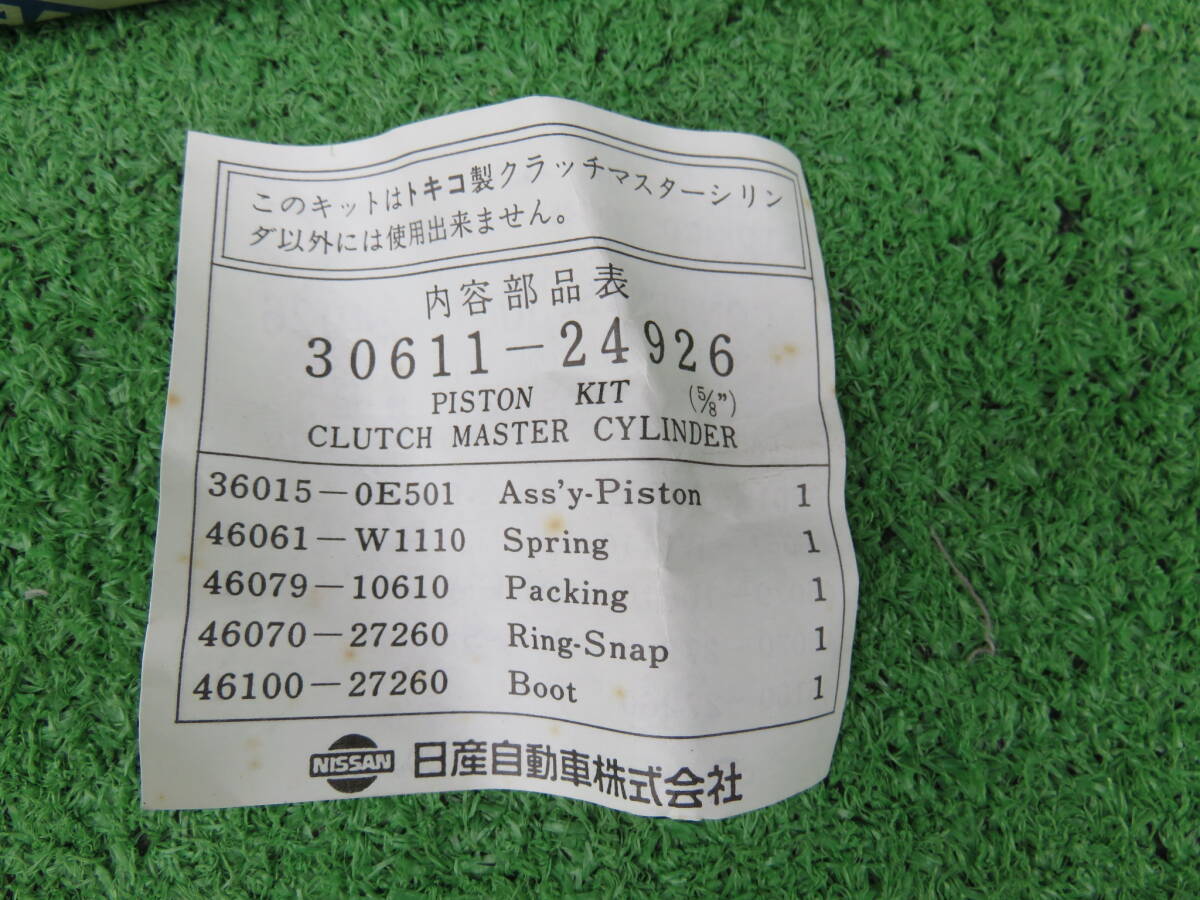 このキットはトキコ製クラッチマスターシリン
ダ以外には使用出来ません。
内容部品表
30611-24926
PISTON KIT (5/8")
CLUTCH MASTER CYLINDER
36015-0E501 Ass'y-Piston 1
46061-W1110 Spring 1
46079-10610 Packing 1
46070-27260 Ring-Snap 1
46100-27260 Boot 1
NISSAN 日産自動車株式会社